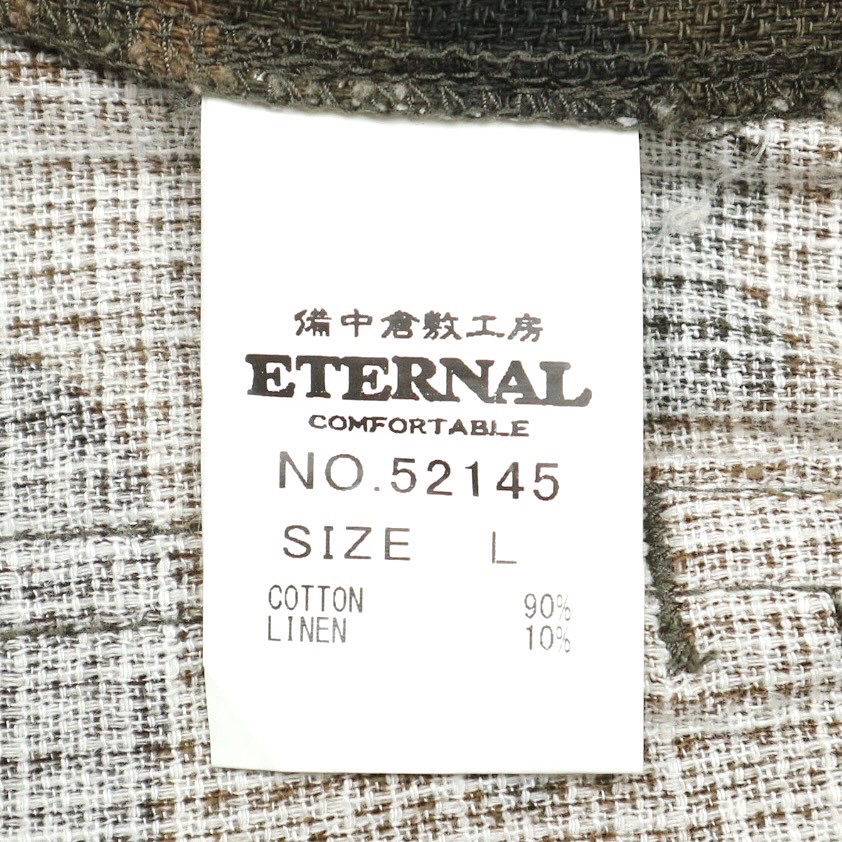 備中倉敷工房
ETERNAL
COMFORTABLE
NO.52145
SIZE L
COTTON 90%
LINEN 10%